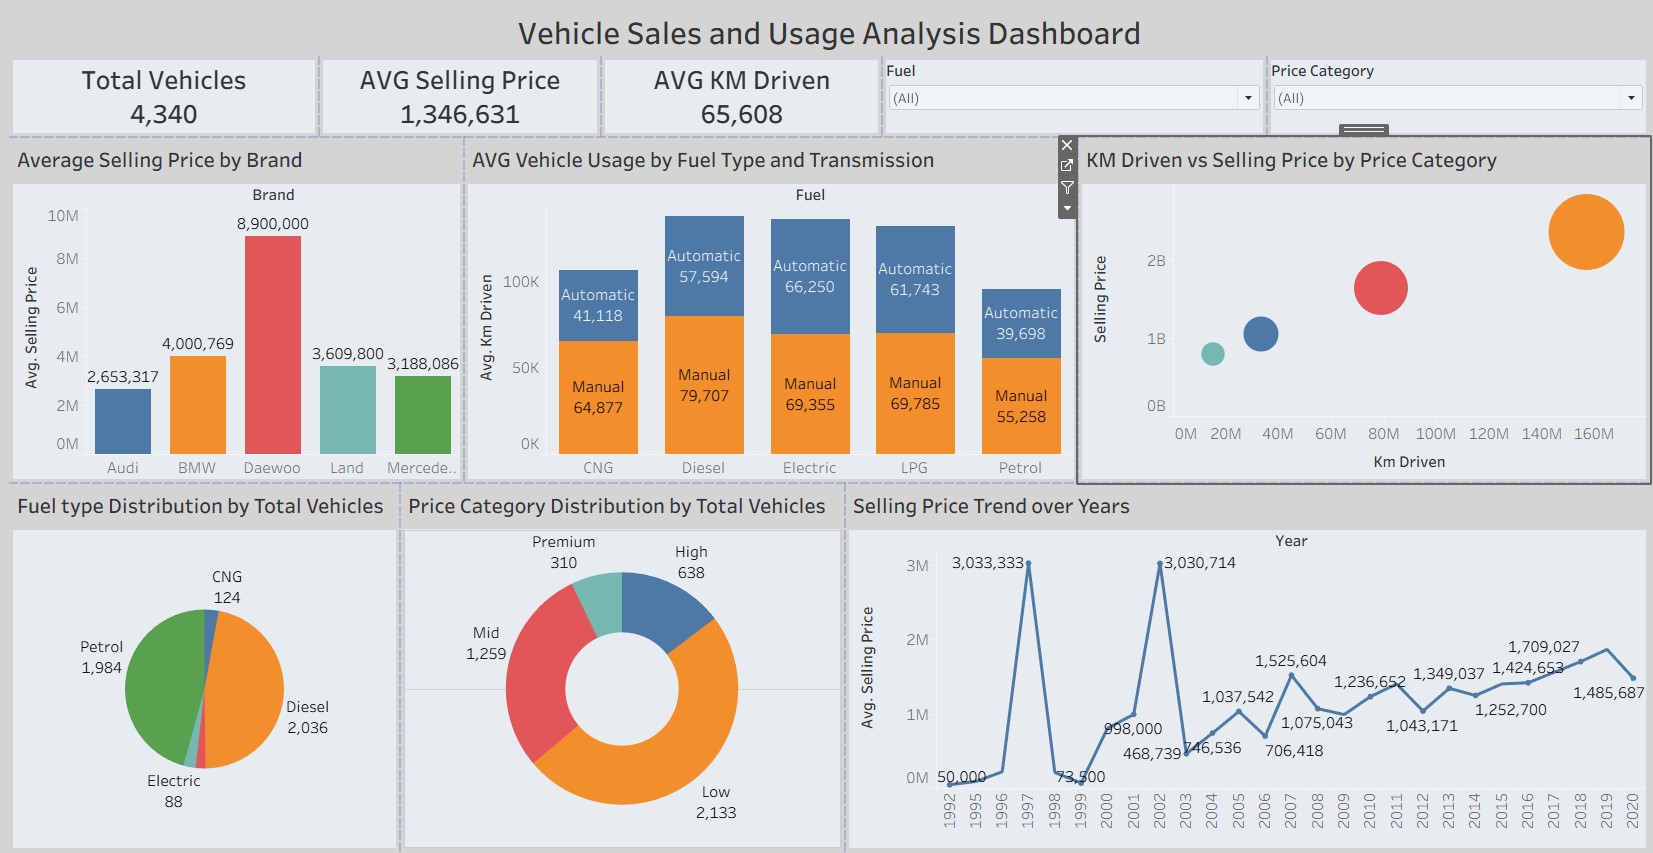 Vehicle Sales and Usage Analysis Dashboard
Total Vehicles
4,340
AVG Selling Price
1,346,631
AVG KM Driven
65,608
Fuel
(All)
Price Category
(All)
Average Selling Price by Brand
Brand
Avg. Selling Price
10M
8M
6M
4M
2M
0M
2,653,317
4,000,769
8,900,000
3,609,800
3,188,086
Audi
BMW
Daewoo
Land
Mercede..
AVG Vehicle Usage by Fuel Type and Transmission
Fuel
Avg. Km Driven
100K
50K
0K
Automatic
41,118
Manual
64,877
Automatic
57,594
Manual
79,707
Automatic
66,250
Manual
69,355
Automatic
61,743
Manual
69,785
Automatic
39,698
Manual
55,258
CNG
Diesel
Electric
LPG
Petrol
KM Driven vs Selling Price by Price Category
Selling Price
2B
1B
0B
0M
20M
40M
60M
80M
100M
120M
140M
160M
Km Driven
Fuel type Distribution by Total Vehicles
CNG
124
Petrol
1,984
Diesel
2,036
Electric
88
Price Category Distribution by Total Vehicles
Premium
310
High
638
Mid
1,259
Low
2,133
Selling Price Trend over Years
Year
Avg. Selling Price
3M
2M
1M
0M
50,000
3,033,333
73,500
998,000
3,030,714
468,739
746,536
1,037,542
706,418
1,525,604
1,075,043
1,236,652
1,043,171
1,349,037
1,252,700
1,424,653
1,709,027
1,485,687
1992
1995
1996
1997
1998
1999
2000
2001
2002
2003
2004
2005
2006
2007
2008
2009
2010
2011
2012
2013
2014
2015
2016
2017
2018
2019
2020